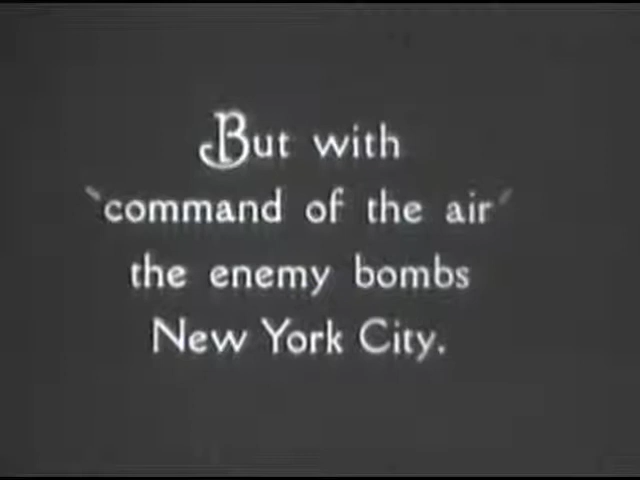 But with
"command of the air"
the enemy bombs
New York City.